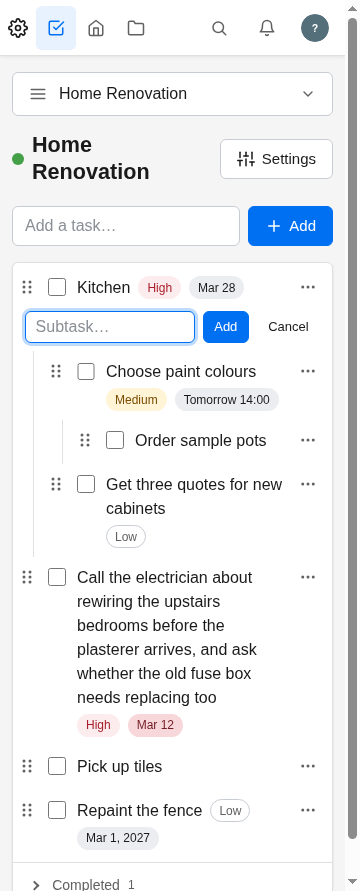 ?
Home Renovation
Home
Renovation
Settings
Add a task…
Add
Kitchen High Mar 28
Subtask…
Add
Cancel
Choose paint colours
Medium Tomorrow 14:00
Order sample pots
Get three quotes for new
cabinets
Low
Call the electrician about
rewiring the upstairs
bedrooms before the
plasterer arrives, and ask
whether the old fuse box
needs replacing too
High Mar 12
Pick up tiles
Repaint the fence Low
Mar 1, 2027
Completed 1